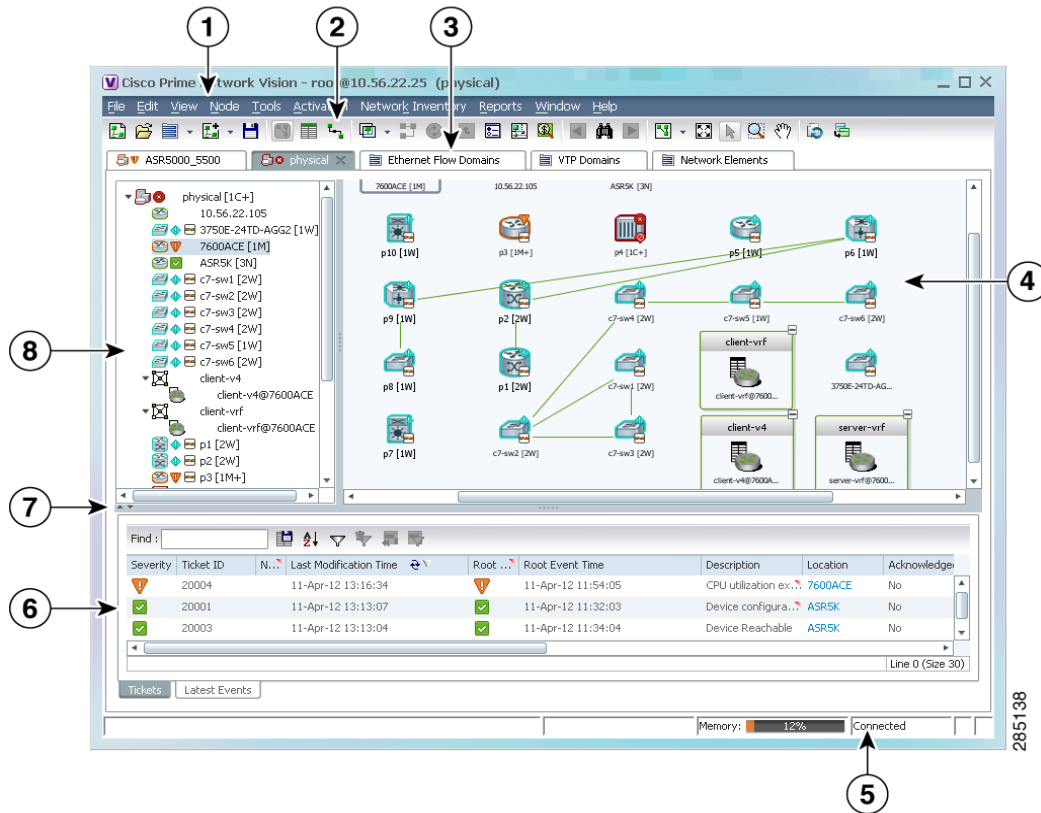 1
2
3
Cisco Prime Network Vision - root@10.56.22.25 (physical)
File Edit View Node Tools Activation Network Inventory Reports Window Help
ASR5000_5500
physical
Ethernet Flow Domains
VTP Domains
Network Elements
physical [1C+]
10.56.22.105
3750E-24TD-AGG2 [1W]
7600ACE [1M]
ASR5K [3N]
c7-sw1 [2W]
c7-sw2 [2W]
c7-sw3 [2W]
c7-sw4 [2W]
c7-sw5 [1W]
c7-sw6 [2W]
client-v4
client-v4@7600ACE
client-vrf
client-vrf@7600ACE
p1 [2W]
p2 [2W]
p3 [1M+]
7600ACE [1M]
10.56.22.105
ASR5K [3N]
p10 [1W]
p3 [1M+]
p4 [1C+]
p5 [1W]
p6 [1W]
p9 [1W]
p2 [2W]
c7-sw4 [2W]
c7-sw5 [1W]
c7-sw6 [2W]
p8 [1W]
p1 [2W]
c7-sw1 [2W]
client-vrf
client-vrf@7600...
3750E-24TD-AG...
p7 [1W]
c7-sw2 [2W]
c7-sw3 [2W]
client-v4
client-v4@7600A...
server-vrf
server-vrf@7600...
4
8
7
Find :
Severity Ticket ID N... Last Modification Time Root ... Root Event Time Description Location Acknowledged
20004 11-Apr-12 13:16:34 11-Apr-12 11:54:05 CPU utilization ex... 7600ACE No
20001 11-Apr-12 13:13:07 11-Apr-12 11:32:03 Device configura... ASR5K No
20003 11-Apr-12 13:13:04 11-Apr-12 11:34:04 Device Reachable ASR5K No
6
Line 0 (Size 30)
Tickets
Latest Events
Memory: 12% Connected
285138
5